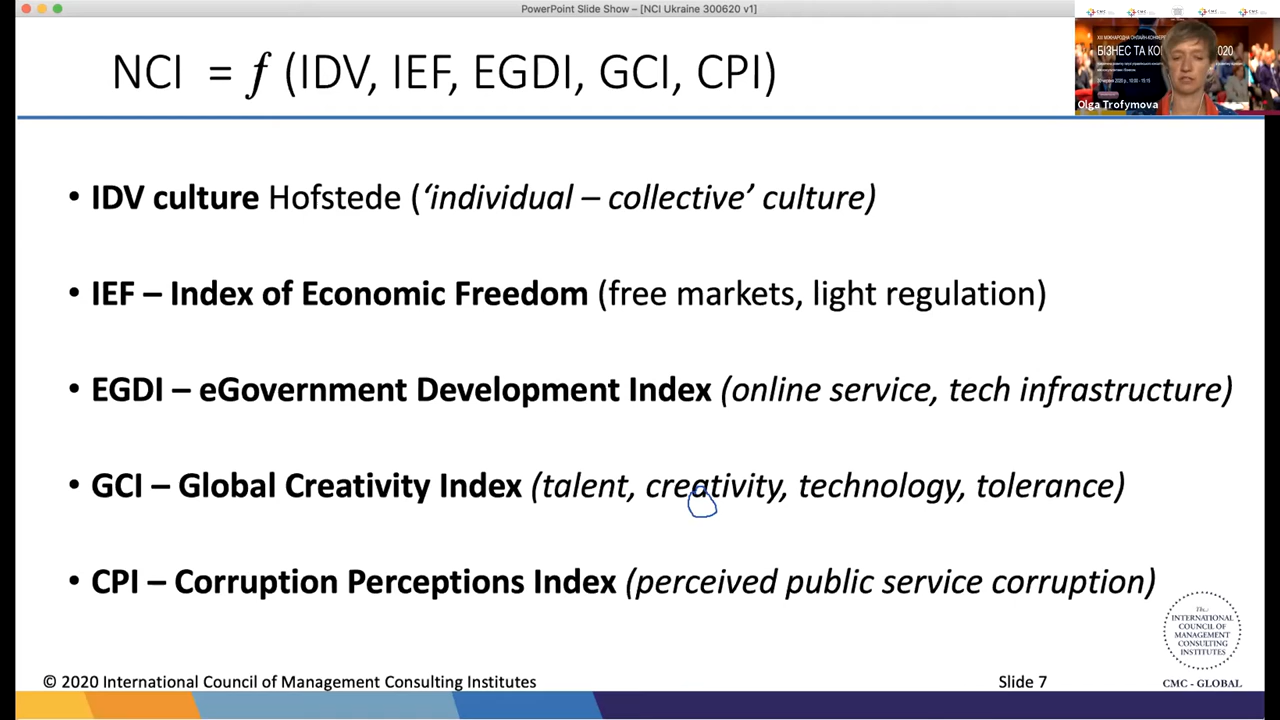 PowerPoint Slide Show – [NCI Ukraine 300620 v1]
NCI = f (IDV, IEF, EGDI, GCI, CPI)
Olga Trofymova
• IDV culture Hofstede (‘individual – collective’ culture)
• IEF – Index of Economic Freedom (free markets, light regulation)
• EGDI – eGovernment Development Index (online service, tech infrastructure)
• GCI – Global Creativity Index (talent, creativity, technology, tolerance)
• CPI – Corruption Perceptions Index (perceived public service corruption)
The
INTERNATIONAL
COUNCIL OF
MANAGEMENT
CONSULTING
INSTITUTES
CMC - GLOBAL
© 2020 International Council of Management Consulting Institutes
Slide 7